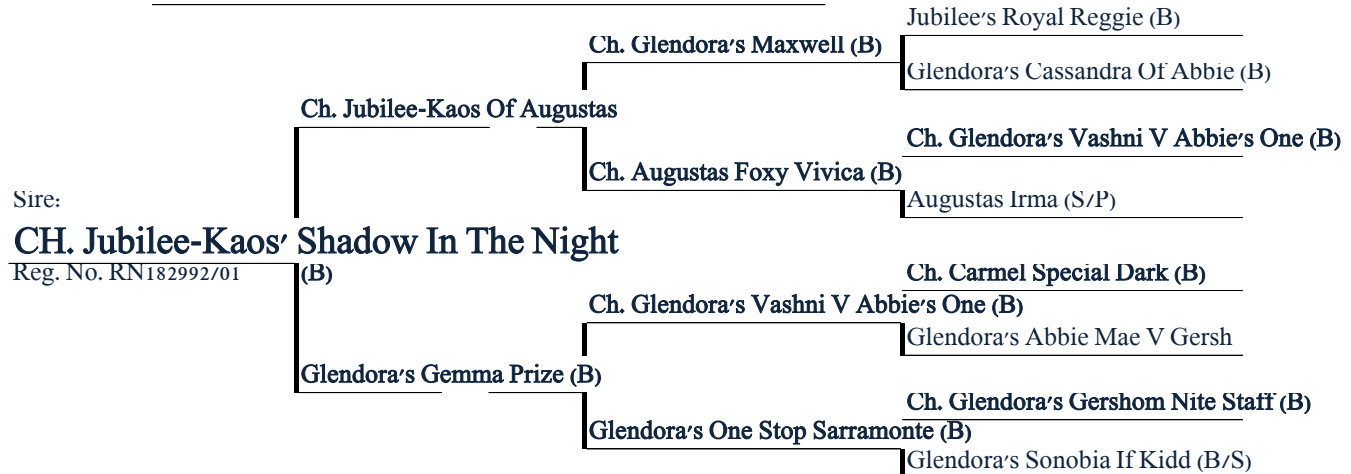 Jubilee's Royal Reggie (B)
Ch. Glendora's Maxwell (B)
Glendora's Cassandra Of Abbie (B)
Ch. Jubilee-Kaos Of Augustas
Ch. Glendora's Vashni V Abbie's One (B)
Ch. Augustas Foxy Vivica (B)
Augustas Irma (S/P)
Sire:
CH. Jubilee-Kaos' Shadow In The Night
Reg. No. RN182992/01 (B)
Ch. Carmel Special Dark (B)
Ch. Glendora's Vashni V Abbie's One (B)
Glendora's Abbie Mae V Gersh
Glendora's Gemma Prize (B)
Ch. Glendora's Gershom Nite Staff (B)
Glendora's One Stop Sarramonte (B)
Glendora's Sonobia If Kidd (B/S)